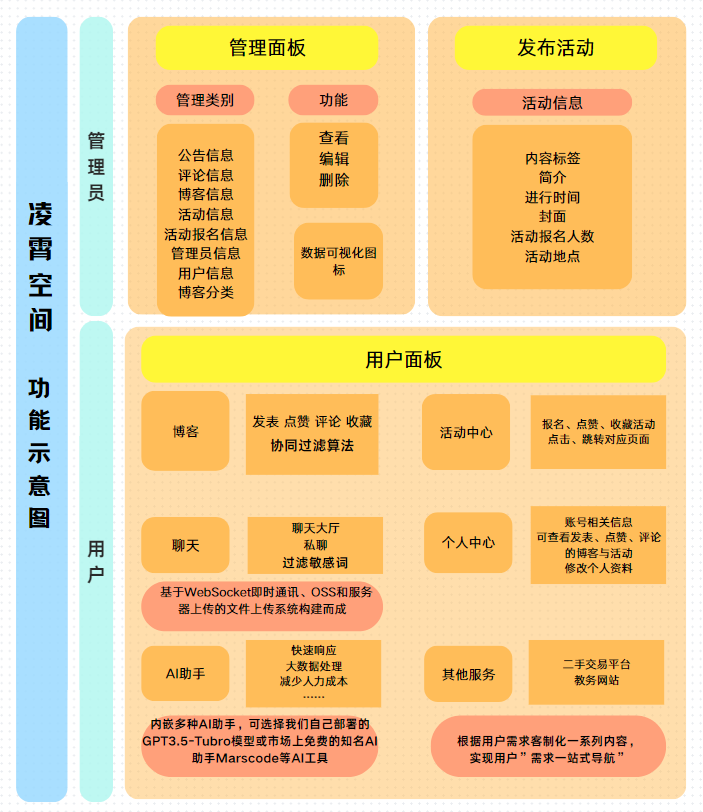 凌霄空间 功能示意图
管理员
管理面板
管理类别
功能
公告信息
评论信息
博客信息
活动信息
活动报名信息
管理员信息
用户信息
博客分类
查看
编辑
删除
数据可视化图
标
发布活动
活动信息
内容标签
简介
进行时间
封面
活动报名人数
活动地点
用户
用户面板
博客
发表 点赞 评论 收藏
协同过滤算法
活动中心
报名、点赞、收藏活动
点击、跳转对应页面
聊天
聊天大厅
私聊
过滤敏感词
基于WebSocket即时通讯、OSS和服务
器上传的文件上传系统构建而成
个人中心
账号相关信息
可查看发表、点赞、评论
的博客与活动
修改个人资料
AI助手
快速响应
大数据处理
减少人力成本
......
内嵌多种AI助手，可选择我们自己部署的
GPT3.5-Tubro模型或市场上免费的知名AI
助手Marscode等AI工具
其他服务
二手交易平台
教务网站
根据用户需求客制化一系列内容，
实现用户”需求一站式导航”